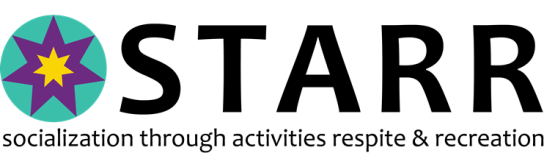 STARR
socialization through activities respite & recreation